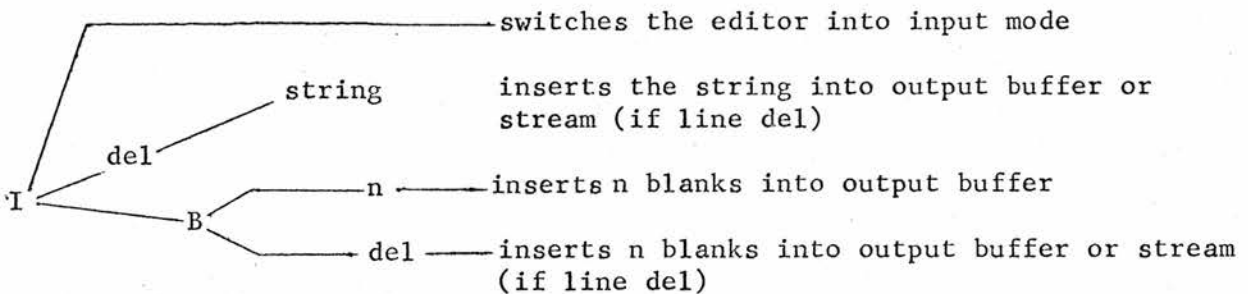 switches the editor into input mode
string inserts the string into output buffer or
stream (if line del)
del
n inserts n blanks into output buffer
I
B
del inserts n blanks into output buffer or stream
(if line del)